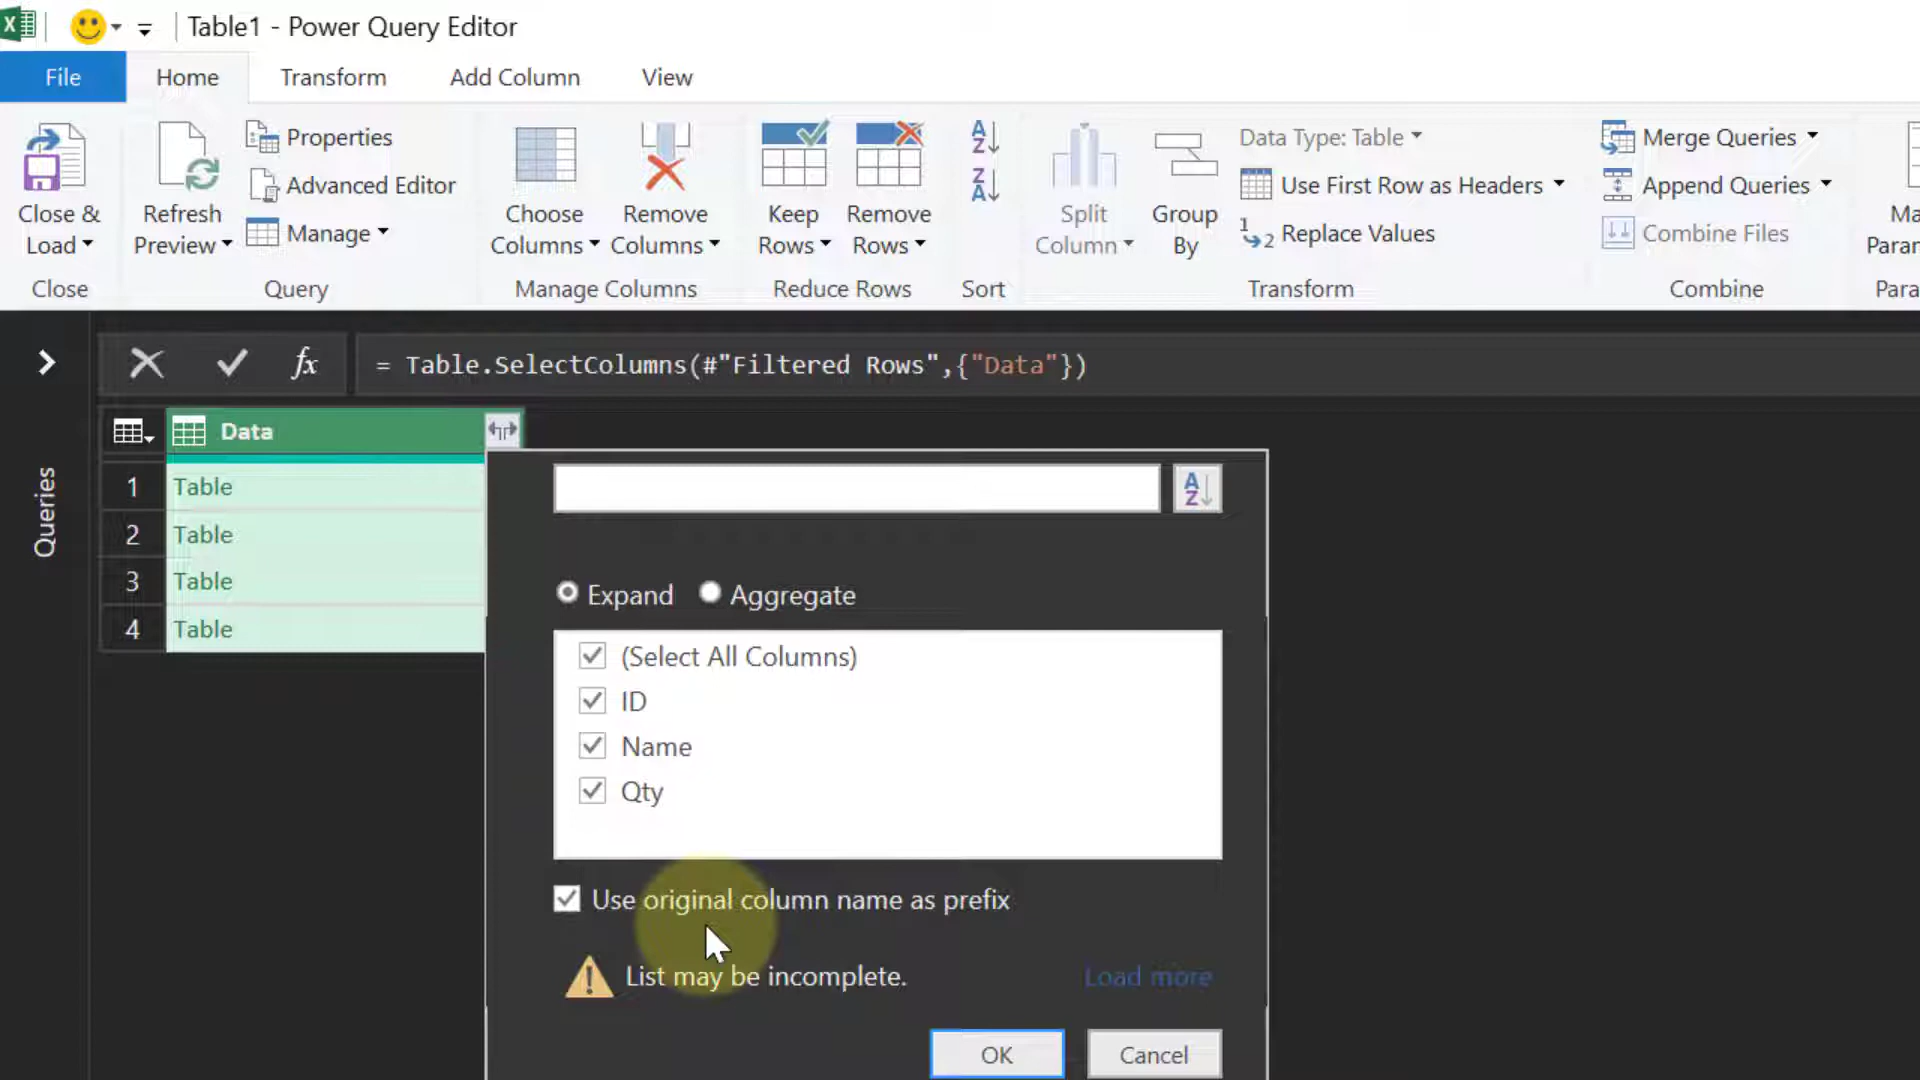 Table1 - Power Query Editor
File Home Transform Add Column View
Close & Load
Refresh Preview
Properties
Advanced Editor
Manage
Choose Columns
Remove Columns
Keep Rows
Remove Rows
A Z
Z A
Split Column
Group By
Data Type: Table
Use First Row as Headers
1 2 Replace Values
Merge Queries
Append Queries
Combine Files
Close Query Manage Columns Reduce Rows Sort Transform Combine
fx = Table.SelectColumns(#"Filtered Rows",{"Data"})
Queries
Data
1 Table
2 Table
3 Table
4 Table
A Z
Expand Aggregate
(Select All Columns)
ID
Name
Qty
Use original column name as prefix
List may be incomplete. Load more
OK Cancel